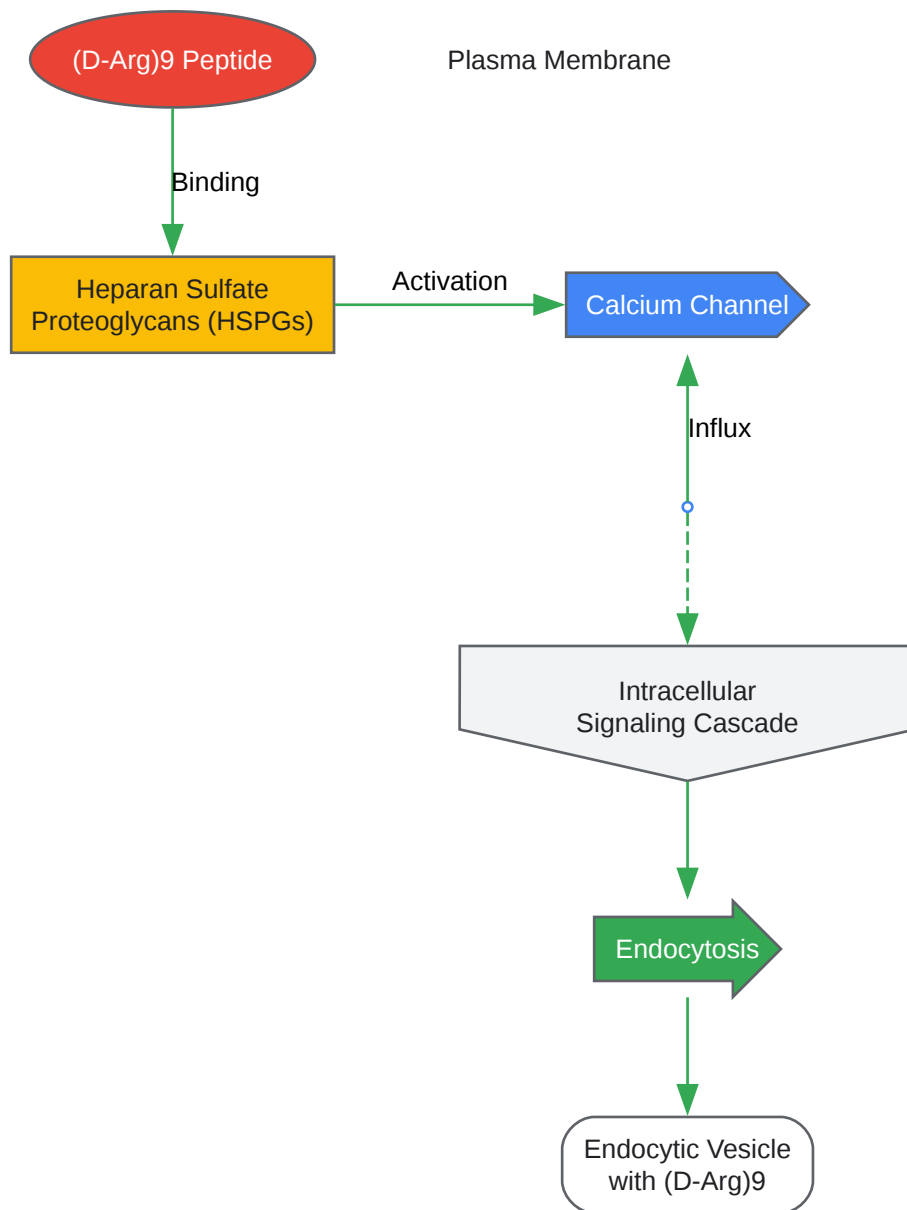 (D-Arg)9 Peptide
Plasma Membrane
Binding
Heparan Sulfate
Proteoglycans (HSPGs)
Activation
Calcium Channel
Influx
Intracellular
Signaling Cascade
Endocytosis
Endocytic Vesicle
with (D-Arg)9